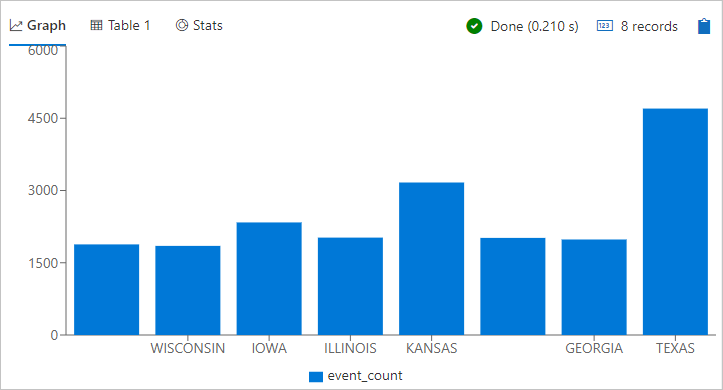 Graph Table 1 Stats Done (0.210 s) 123 8 records
6000
4500
3000
1500
0
WISCONSIN IOWA ILLINOIS KANSAS GEORGIA TEXAS
event_count